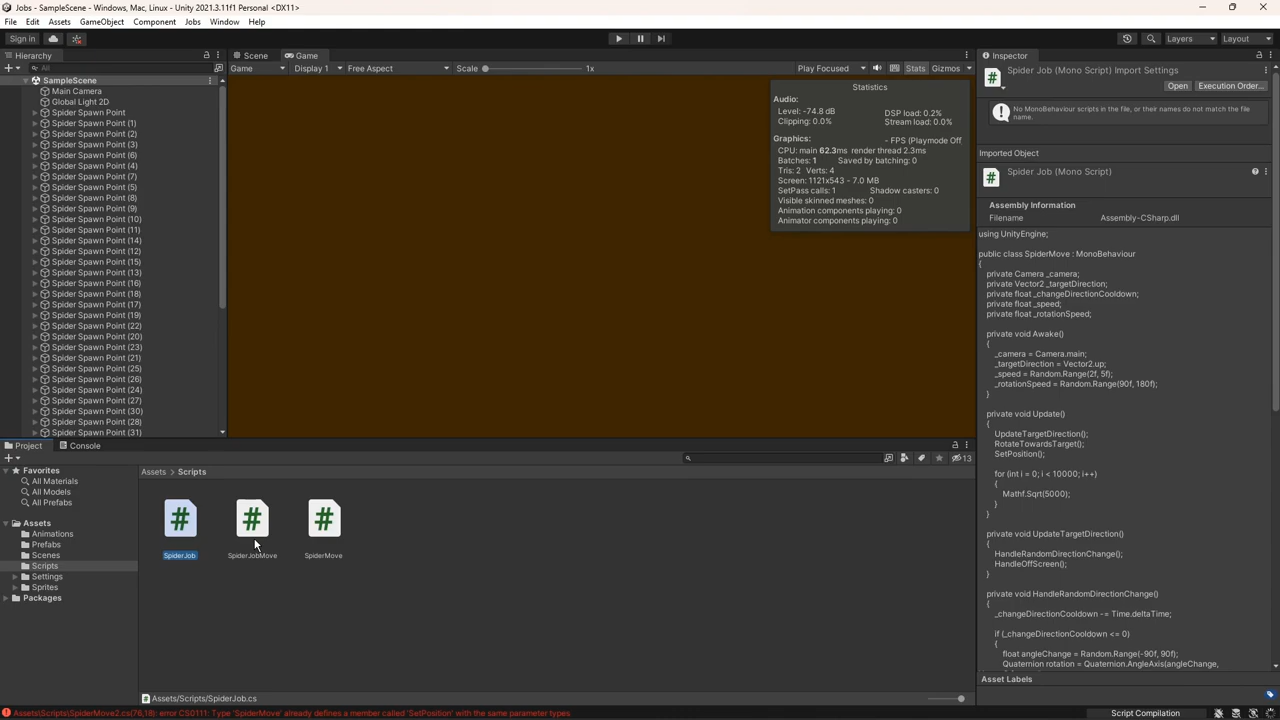 Jobs - SampleScene - Windows, Mac, Linux - Unity 2021.3.11f1 Personal <DX11>
File Edit Assets GameObject Component Jobs Window Help
Sign in
Layers
Layout
Hierarchy
All
SampleScene
Main Camera
Global Light 2D
Spider Spawn Point
Spider Spawn Point (1)
Spider Spawn Point (2)
Spider Spawn Point (3)
Spider Spawn Point (6)
Spider Spawn Point (4)
Spider Spawn Point (7)
Spider Spawn Point (5)
Spider Spawn Point (8)
Spider Spawn Point (9)
Spider Spawn Point (10)
Spider Spawn Point (11)
Spider Spawn Point (14)
Spider Spawn Point (12)
Spider Spawn Point (15)
Spider Spawn Point (13)
Spider Spawn Point (16)
Spider Spawn Point (18)
Spider Spawn Point (17)
Spider Spawn Point (19)
Spider Spawn Point (22)
Spider Spawn Point (20)
Spider Spawn Point (23)
Spider Spawn Point (21)
Spider Spawn Point (25)
Spider Spawn Point (26)
Spider Spawn Point (24)
Spider Spawn Point (27)
Spider Spawn Point (30)
Spider Spawn Point (28)
Spider Spawn Point (31)
Scene Game
Game Display 1 Free Aspect Scale 1x Play Focused Stats Gizmos
Statistics
Audio:
Level: -74.8 dB DSP load: 0.2%
Clipping: 0.0% Stream load: 0.0%
Graphics: - FPS (Playmode Off
CPU: main 62.3ms render thread 2.3ms
Batches: 1 Saved by batching: 0
Tris: 2 Verts: 4
Screen: 1121x543 - 7.0 MB
SetPass calls: 1 Shadow casters: 0
Visible skinned meshes: 0
Animation components playing: 0
Animator components playing: 0
Inspector
Spider Job (Mono Script) Import Settings
Open Execution Order...
No MonoBehaviour scripts in the file, or their names do not match the file
name.
Imported Object
Spider Job (Mono Script)
Assembly Information
Filename Assembly-CSharp.dll
using UnityEngine;
public class SpiderMove : MonoBehaviour
{
private Camera _camera;
private Vector2 _targetDirection;
private float _changeDirectionCooldown;
private float _speed;
private float _rotationSpeed;
private void Awake()
{
_camera = Camera.main;
_targetDirection = Vector2.up;
_speed = Random.Range(2f, 5f);
_rotationSpeed = Random.Range(90f, 180f);
}
private void Update()
{
UpdateTargetDirection();
RotateTowardsTarget();
SetPosition();
for (int i = 0; i < 10000; i++)
{
Mathf.Sqrt(5000);
}
}
private void UpdateTargetDirection()
{
HandleRandomDirectionChange();
HandleOffScreen();
}
private void HandleRandomDirectionChange()
{
_changeDirectionCooldown -= Time.deltaTime;
if (_changeDirectionCooldown <= 0)
{
float angleChange = Random.Range(-90f, 90f);
Quaternion rotation = Quaternion.AngleAxis(angleChange,
Asset Labels
Project Console
13
Favorites
All Materials
All Models
All Prefabs
Assets
Animations
Prefabs
Scenes
Scripts
Settings
Sprites
Packages
Assets > Scripts
SpiderJob SpiderJobMove SpiderMove
Assets/Scripts/SpiderJob.cs
Assets\Scripts\SpiderMove2.cs(76,18): error CS0111: Type 'SpiderMove' already defines a member called 'SetPosition' with the same parameter types
Script Compilation